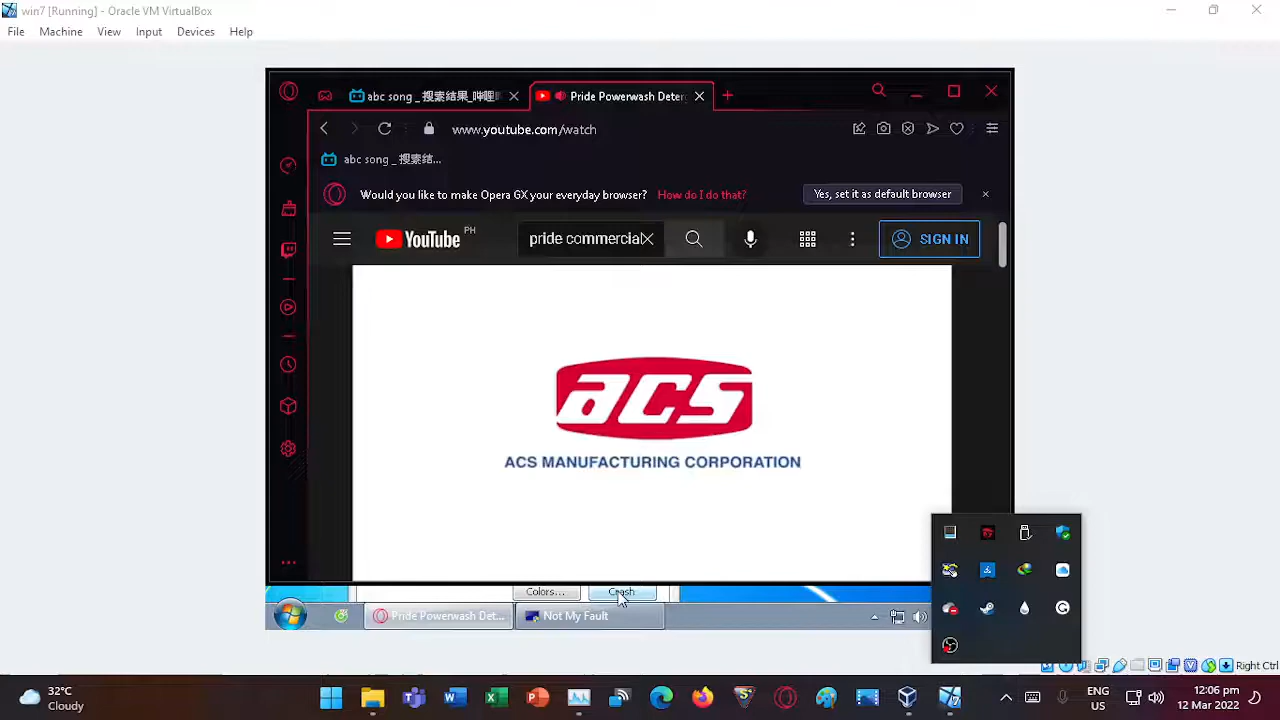 win7 [Running] - Oracle VM VirtualBox
File Machine View Input Devices Help
abc song _ 搜索结果_哔哩
Pride Powerwash Deter
www.youtube.com/watch
abc song _ 搜索结...
Would you like to make Opera GX your everyday browser? How do I do that? Yes, set it as default browser
YouTube PH
pride commercial
SIGN IN
acs
ACS MANUFACTURING CORPORATION
Colors... Crash
Pride Powerwash Det...
Not My Fault
Right Ctrl
32°C
Cloudy
ENG
US
12:06 pm
12 Mar 2022